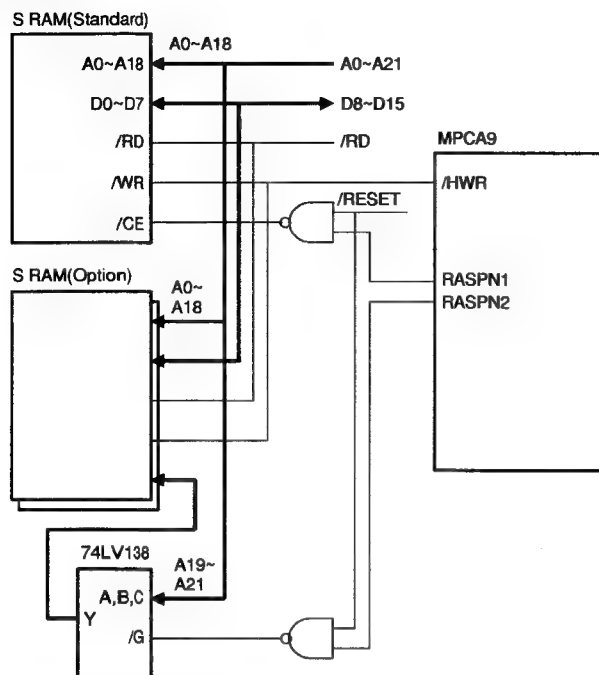 S RAM(Standard)
A0~A18
A0~A18
A0~A21
D0~D7
D8~D15
/RD
/RD
MPCA9
/WR
/HWR
/RESET
/CE
RASPN1
RASPN2
S RAM(Option)
A0~
A18
74LV138
A19~
A21
A,B,C
Y
/G